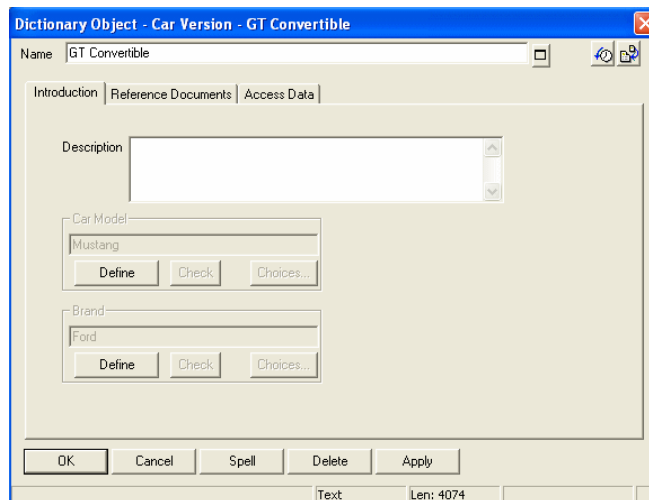 Dictionary Object - Car Version - GT Convertible
Name GT Convertible
Introduction Reference Documents Access Data
Description
Car Model
Mustang
Define Check Choices...
Brand
Ford
Define Check Choices...
OK Cancel Spell Delete Apply
Text Len: 4074